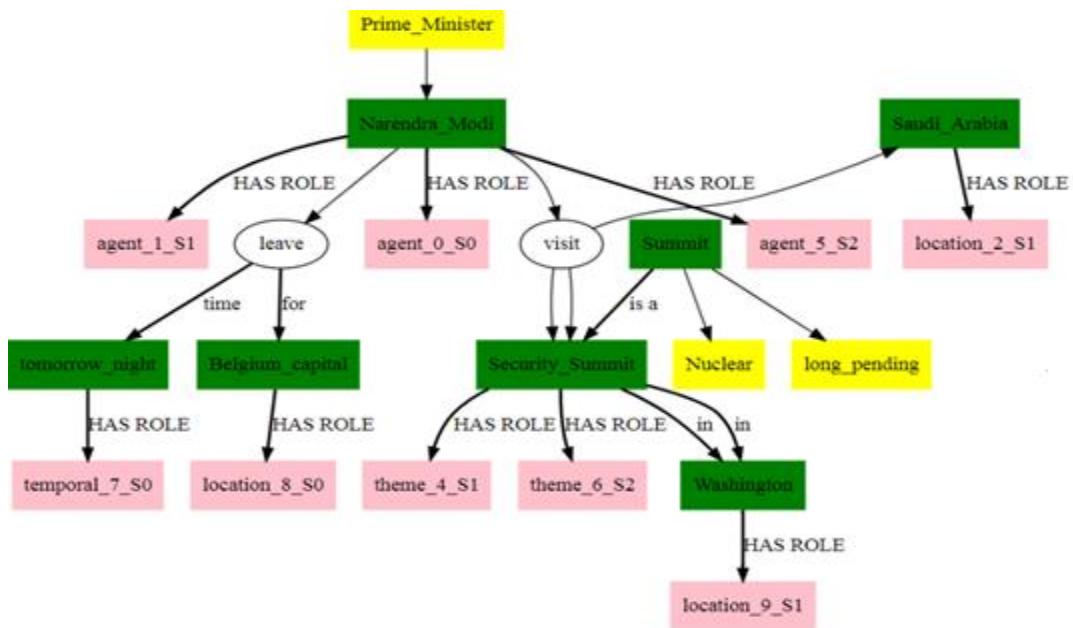 Prime_Minister
Narendra_Modi
Saudi_Arabia
HAS ROLE
HAS ROLE
HAS ROLE
HAS ROLE
agent_1_S1
leave
agent_0_S0
visit
Summit
agent_5_S2
location_2_S1
time
for
is a
tomorrow_night
Belgium_capital
Security_Summit
Nuclear
long_pending
HAS ROLE
HAS ROLE
HAS ROLE
HAS ROLE
in
in
temporal_7_S0
location_8_S0
theme_4_S1
theme_6_S2
Washington
HAS ROLE
location_9_S1